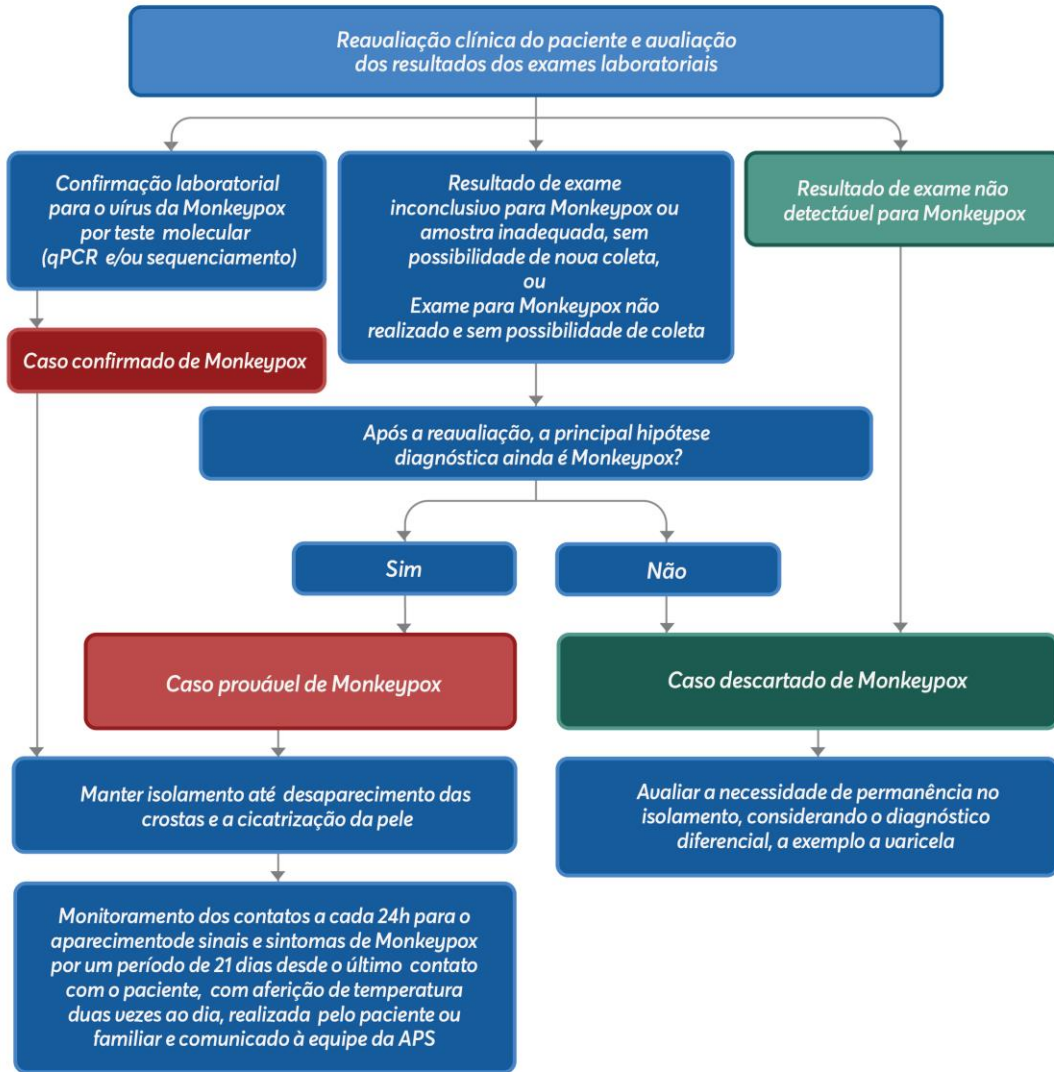 Reavaliação clínica do paciente e avaliação
dos resultados dos exames laboratoriais
Confirmação laboratorial
para o vírus da Monkeypox
por teste molecular
(qPCR e/ou sequenciamento)
Resultado de exame
inconclusivo para Monkeypox ou
amostra inadequada, sem
possibilidade de nova coleta,
ou
Exame para Monkeypox não
realizado e sem possibilidade de coleta
Resultado de exame não
detectável para Monkeypox
Caso confirmado de Monkeypox
Após a reavaliação, a principal hipótese
diagnóstica ainda é Monkeypox?
Sim
Não
Caso provável de Monkeypox
Caso descartado de Monkeypox
Manter isolamento até desaparecimento das
crostas e a cicatrização da pele
Avaliar a necessidade de permanência no
isolamento, considerando o diagnóstico
diferencial, a exemplo a varicela
Monitoramento dos contatos a cada 24h para o
aparecimentode sinais e sintomas de Monkeypox
por um período de 21 dias desde o último contato
com o paciente, com aferição de temperatura
duas vezes ao dia, realizada pelo paciente ou
familiar e comunicado à equipe da APS